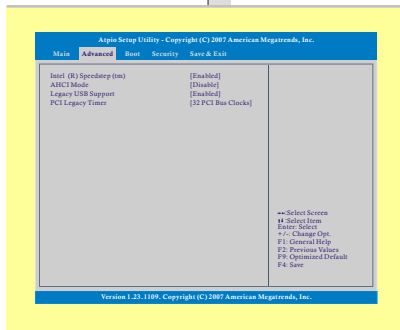 Atpio Setup Utility - Copyright (C) 2007 American Megatrends, Inc.
Main Advanced Boot Security Save & Exit
Intel (R) Speedstep (tm) [Enabled]
AHCI Mode [Disable]
Legacy USB Support [Enabled]
PCI Legacy Timer [32 PCI Bus Clocks]
↔:Select Screen
↑↓:Select Item
Enter: Select
+/-: Change Opt.
F1: General Help
F2: Previous Values
F9: Optimized Default
F4: Save
Version 1.23.1109. Copyright (C) 2007 American Megatrends, Inc.